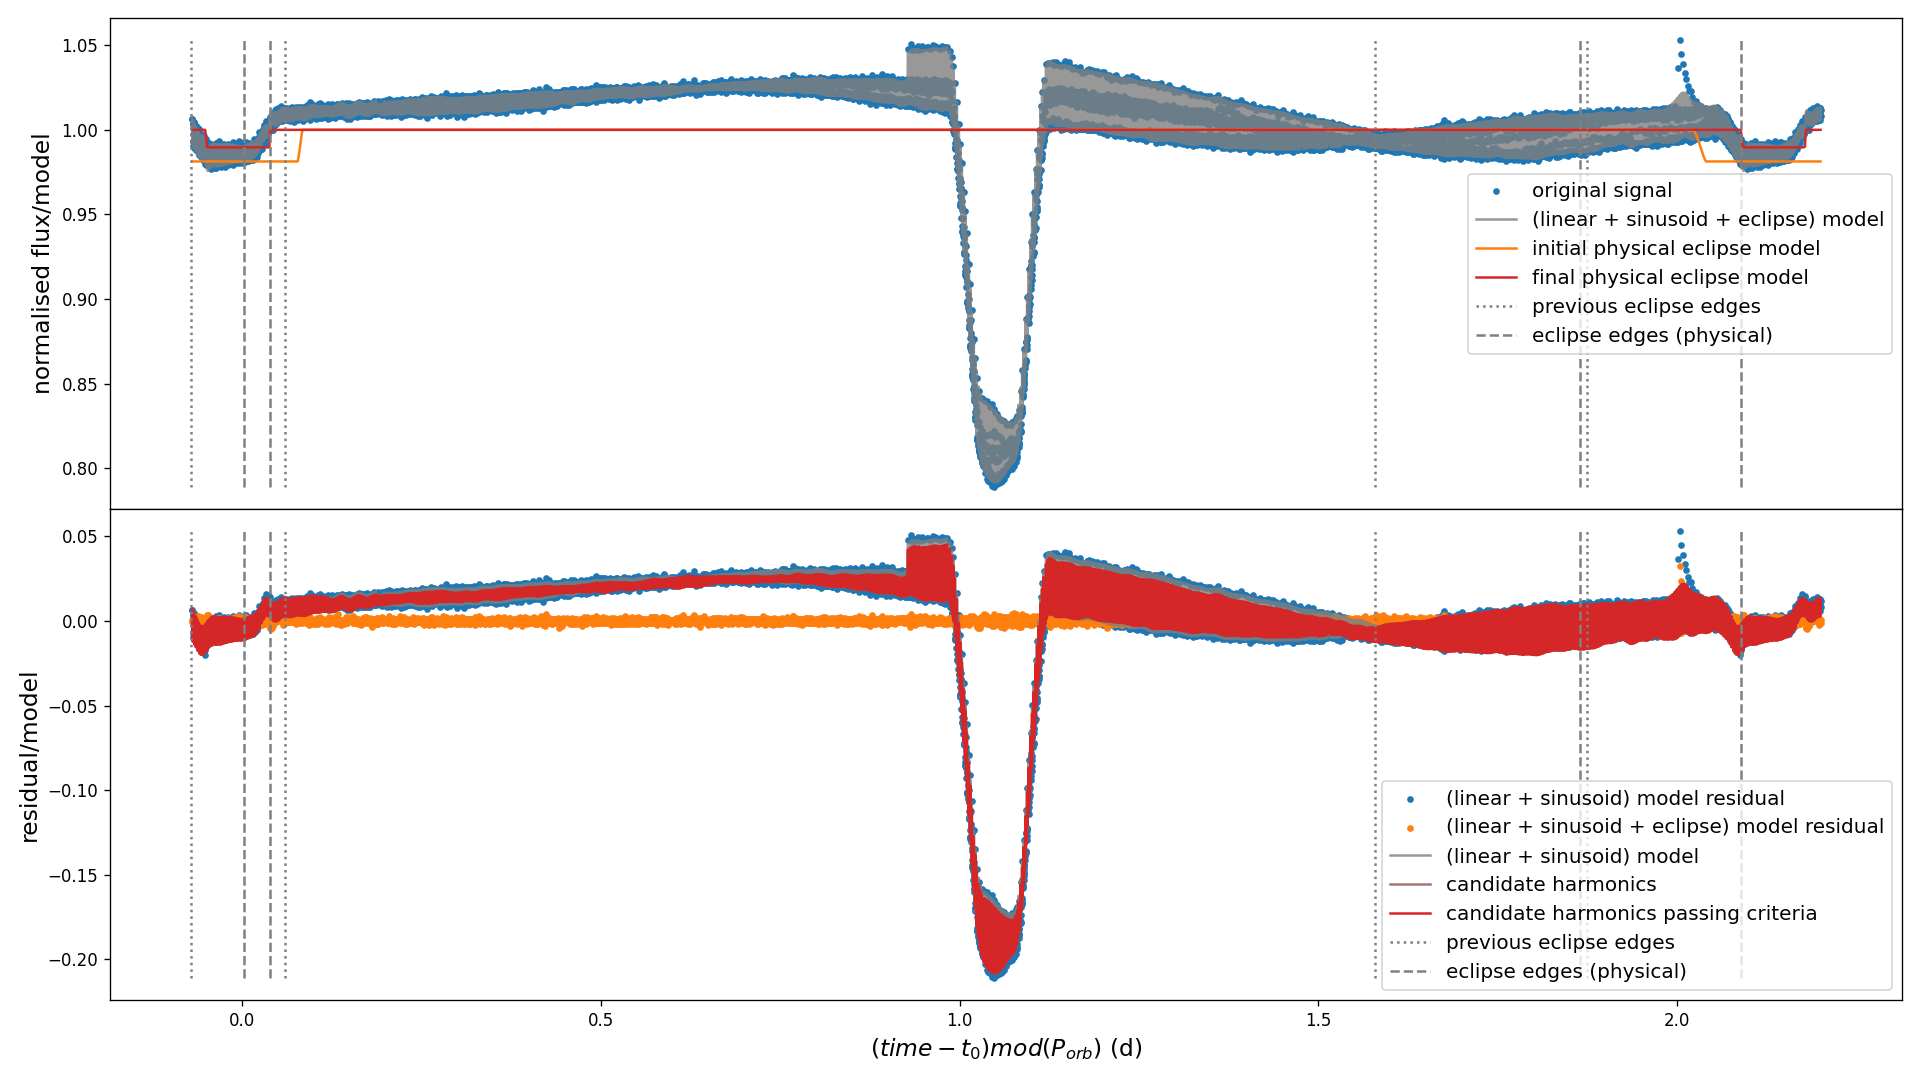 1.05
1.00
0.95
0.90
0.85
0.80
normalised flux/model
original signal
(linear + sinusoid + eclipse) model
initial physical eclipse model
final physical eclipse model
previous eclipse edges
eclipse edges (physical)
0.05
0.00
−0.05
−0.10
−0.15
−0.20
residual/model
(linear + sinusoid) model residual
(linear + sinusoid + eclipse) model residual
(linear + sinusoid) model
candidate harmonics
candidate harmonics passing criteria
previous eclipse edges
eclipse edges (physical)
0.0 0.5 1.0 1.5 2.0
(time − t₀)mod(Pₒᵣb) (d)